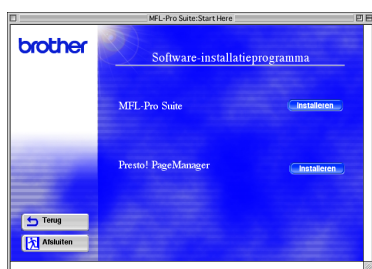 MFL-Pro Suite:Start Here
brother
Software-installatieprogramma
MFL-Pro Suite
Installeren
Presto! PageManager
Installeren
Terug
Afsluiten